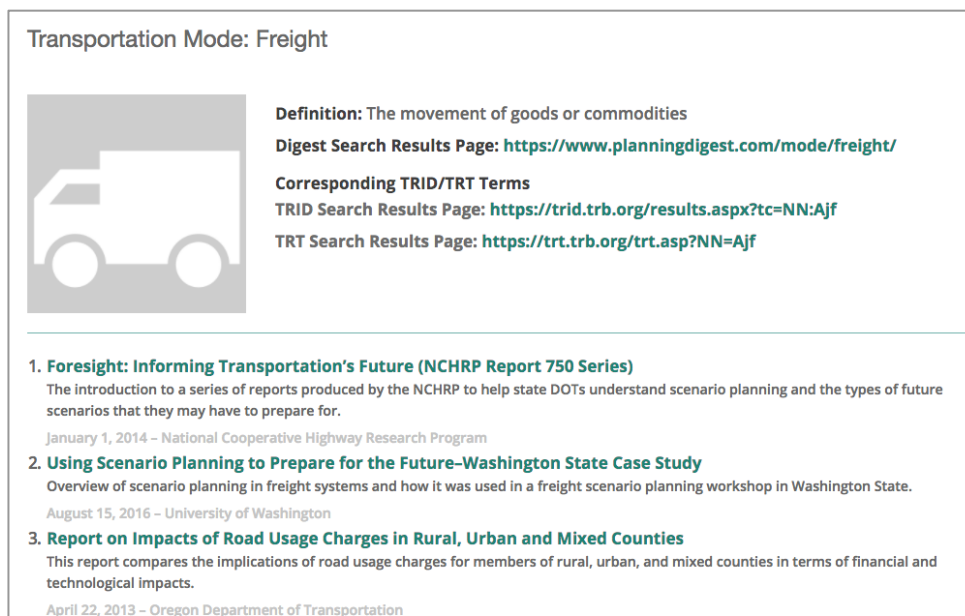 Transportation Mode: Freight
Definition: The movement of goods or commodities
Digest Search Results Page: https://www.planningdigest.com/mode/freight/
Corresponding TRID/TRT Terms
TRID Search Results Page: https://trid.trb.org/results.aspx?tc=NN:Ajf
TRT Search Results Page: https://trt.trb.org/trt.asp?NN=Ajf
1. Foresight: Informing Transportation’s Future (NCHRP Report 750 Series)
The introduction to a series of reports produced by the NCHRP to help state DOTs understand scenario planning and the types of future
scenarios that they may have to prepare for.
January 1, 2014 – National Cooperative Highway Research Program
2. Using Scenario Planning to Prepare for the Future–Washington State Case Study
Overview of scenario planning in freight systems and how it was used in a freight scenario planning workshop in Washington State.
August 15, 2016 – University of Washington
3. Report on Impacts of Road Usage Charges in Rural, Urban and Mixed Counties
This report compares the implications of road usage charges for members of rural, urban, and mixed counties in terms of financial and
technological impacts.
April 22, 2013 – Oregon Department of Transportation